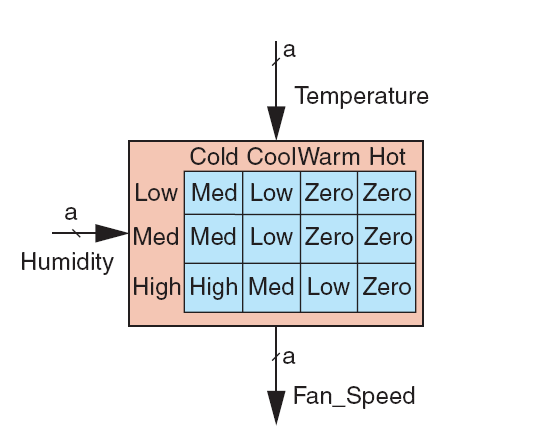 a
Temperature
Cold Cool Warm Hot
Low Med Low Zero Zero
a
Med Med Low Zero Zero
Humidity
High High Med Low Zero
a
Fan_Speed